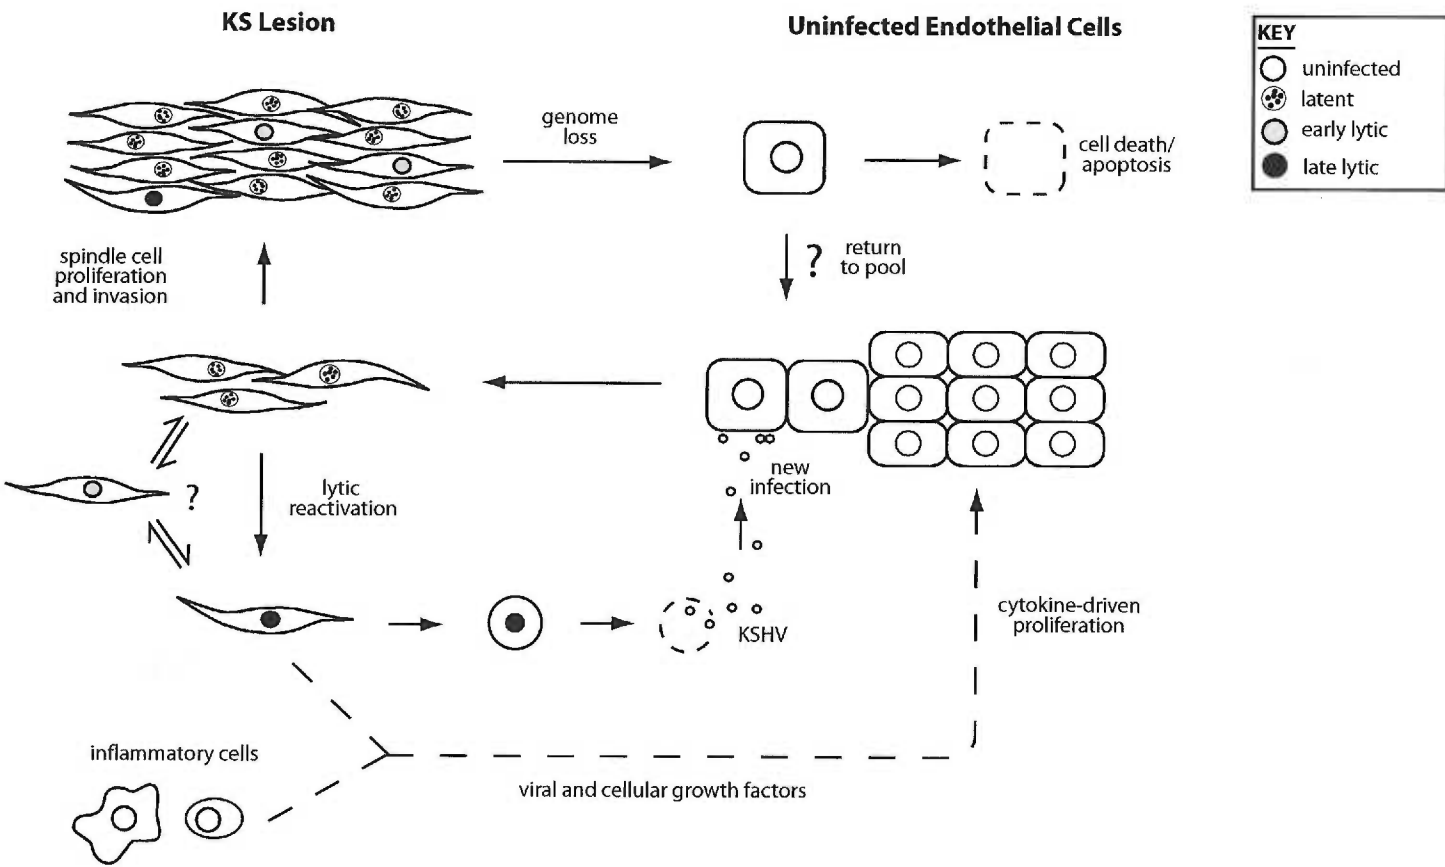 KS Lesion
Uninfected Endothelial Cells
KEY
uninfected
latent
early lytic
late lytic
genome
loss
cell death/
apoptosis
spindle cell
proliferation
and invasion
?
return
to pool
new
infection
?
lytic
reactivation
KSHV
cytokine-driven
proliferation
inflammatory cells
viral and cellular growth factors